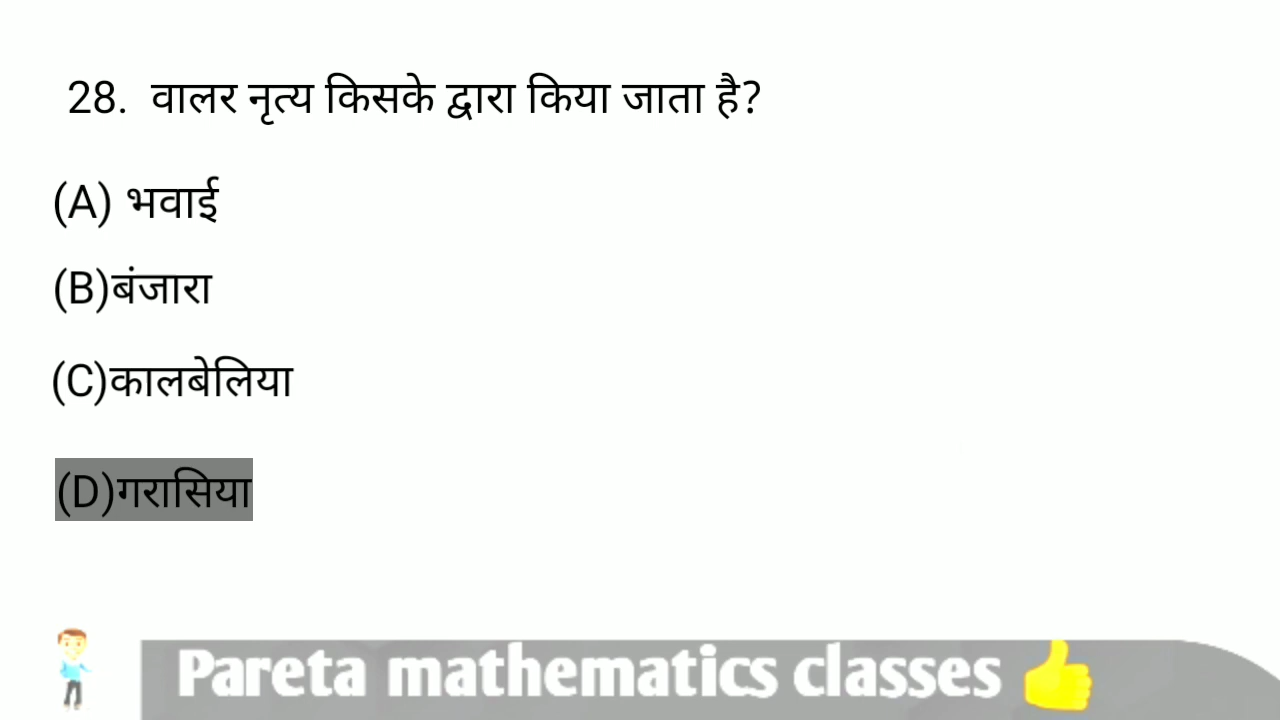 28. वालर नृत्य किसके द्वारा किया जाता है?
(A) भवाई
(B)बंजारा
(C)कालबेलिया
(D)गरासिया
Pareta mathematics classes 👍